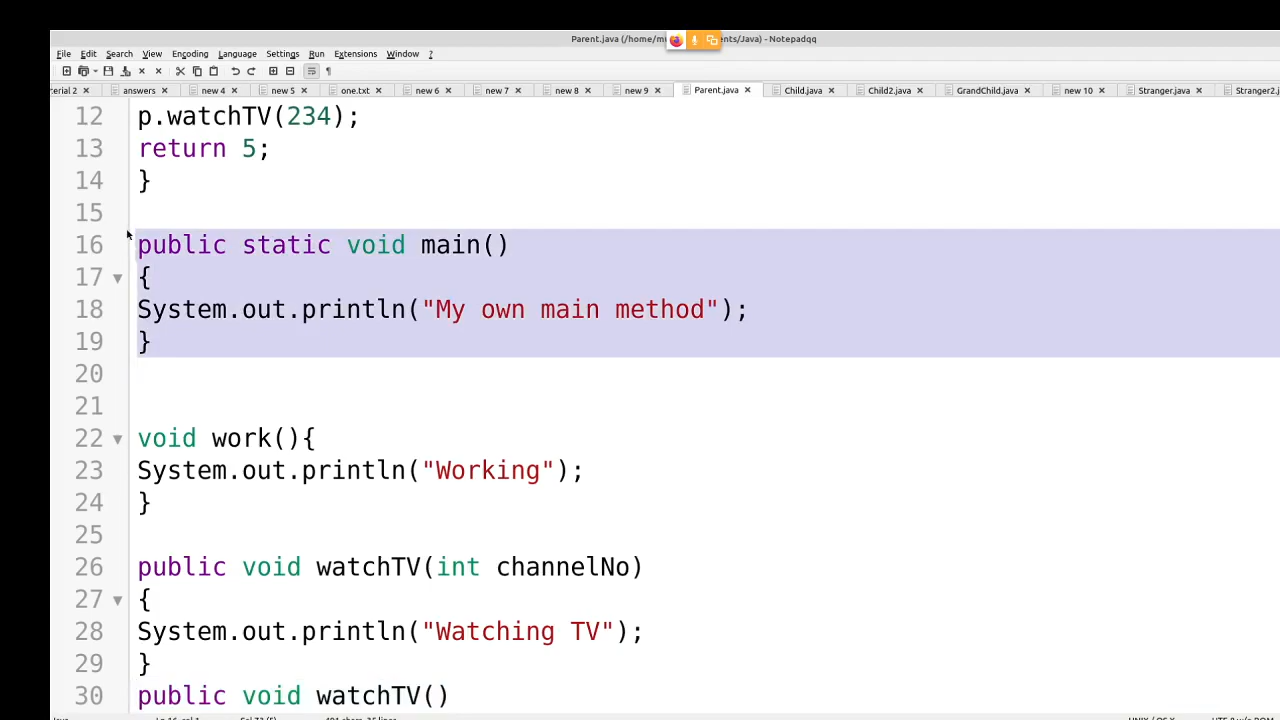 Parent.java (/home/m ents/Java) - Notepadqq
File Edit Search View Encoding Language Settings Run Extensions Window ?
terial 2 answers new 4 new 5 one.txt new 6 new 7 new 8 new 9 Parent.java Child.java Child2.java GrandChild.java new 10 Stranger.java Stranger2.j
12 p.watchTV(234);
13 return 5;
14 }
15
16 public static void main()
17 {
18 System.out.println("My own main method");
19 }
20
21
22 void work(){
23 System.out.println("Working");
24 }
25
26 public void watchTV(int channelNo)
27 {
28 System.out.println("Watching TV");
29 }
30 public void watchTV()